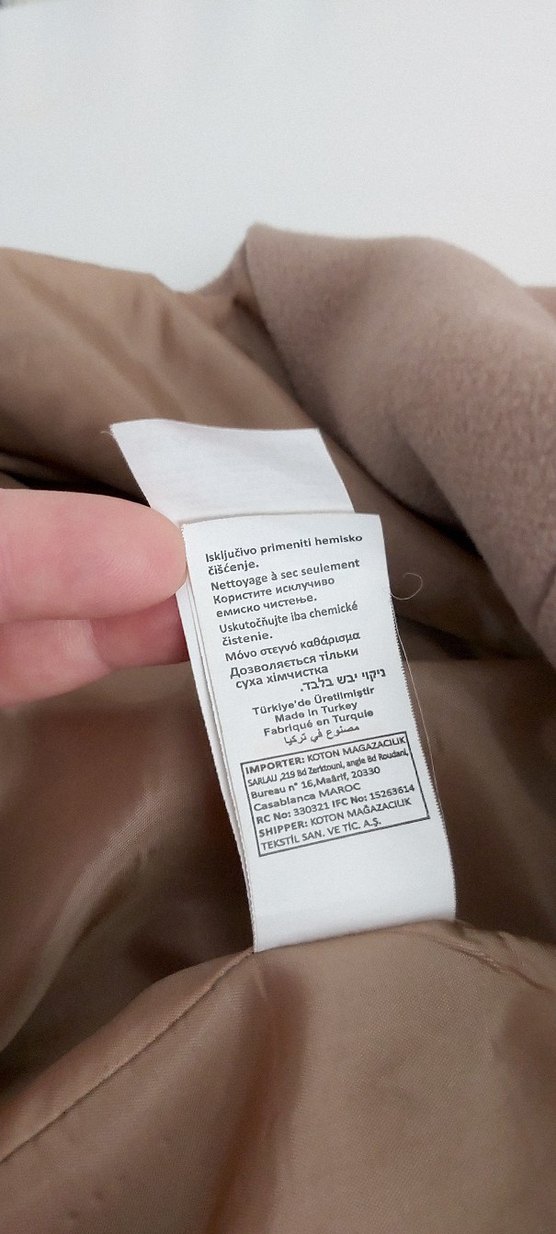 Isključivo primeniti hemisko
čišćenje.
Nettoyage à sec seulement
Користите исклучиво
емиско чистење.
Uskutočňujte iba chemické
čistenie.
Μόνο στεγνό καθάρισμα
Дозволяється тільки
суха хімчистка
ניקוי יבש בלבד.
Türkiye'de Üretilmiştir
Made in Turkey
Fabriqué en Turquie
مصنوع في تركيا
IMPORTER: KOTON MAGAZACILIK
SARLAU ,219 Bd Zerktouni, angle Bd Roudani,
Bureau n° 16,Maârif, 20330
Casablanca MAROC
RC No: 330321 IFC No: 15263614
SHIPPER: KOTON MAĞAZACILIK
TEKSTİL SAN. VE TİC. A.Ş.